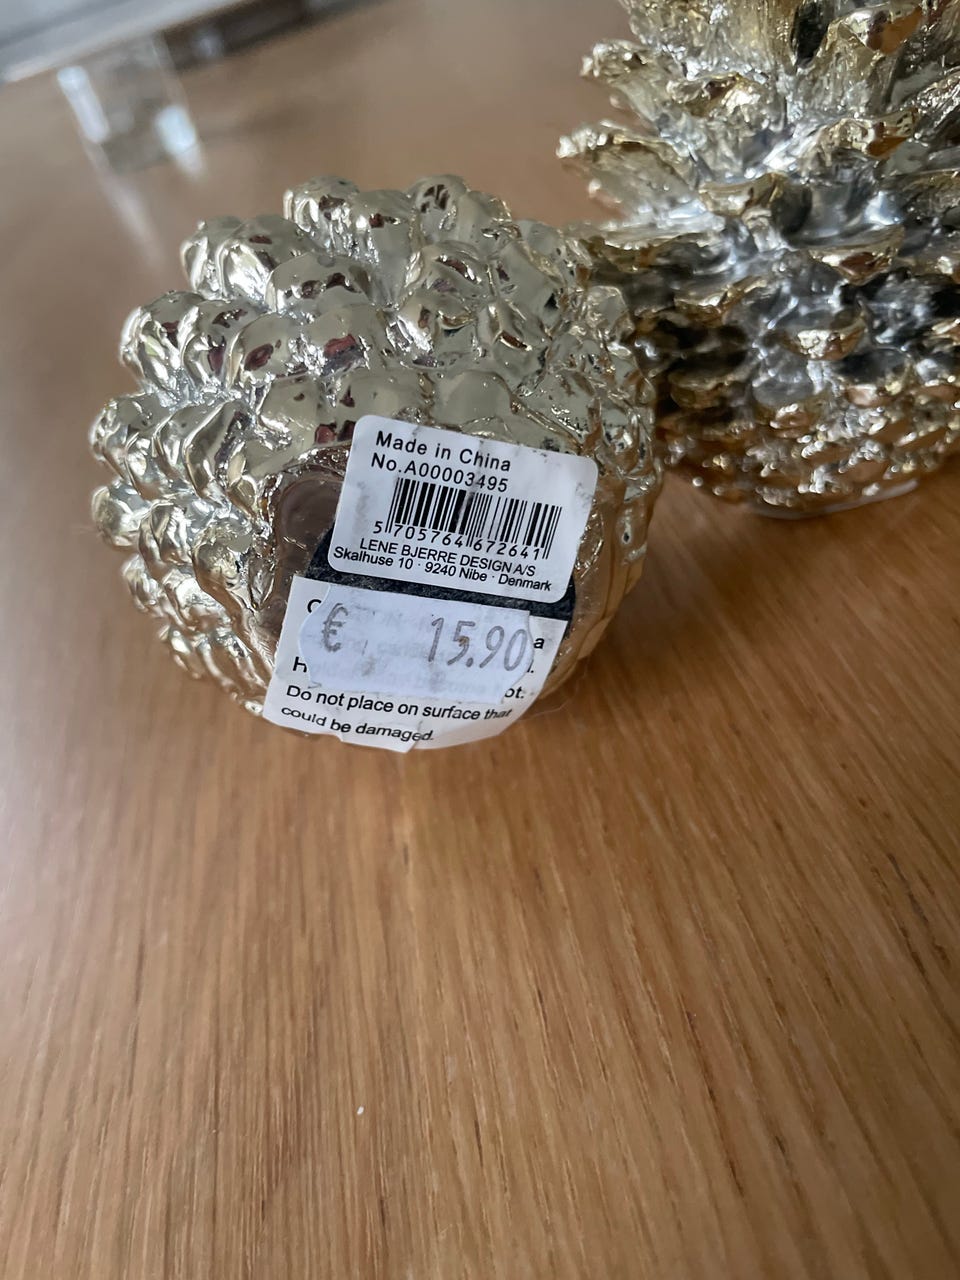 Made in China
No.A00003495
5 705764 672641
LENE BJERRE DESIGN A/S
Skalhuse 10 · 9240 Nibe · Denmark
€ 15.90
Do not place on surface that
could be damaged.